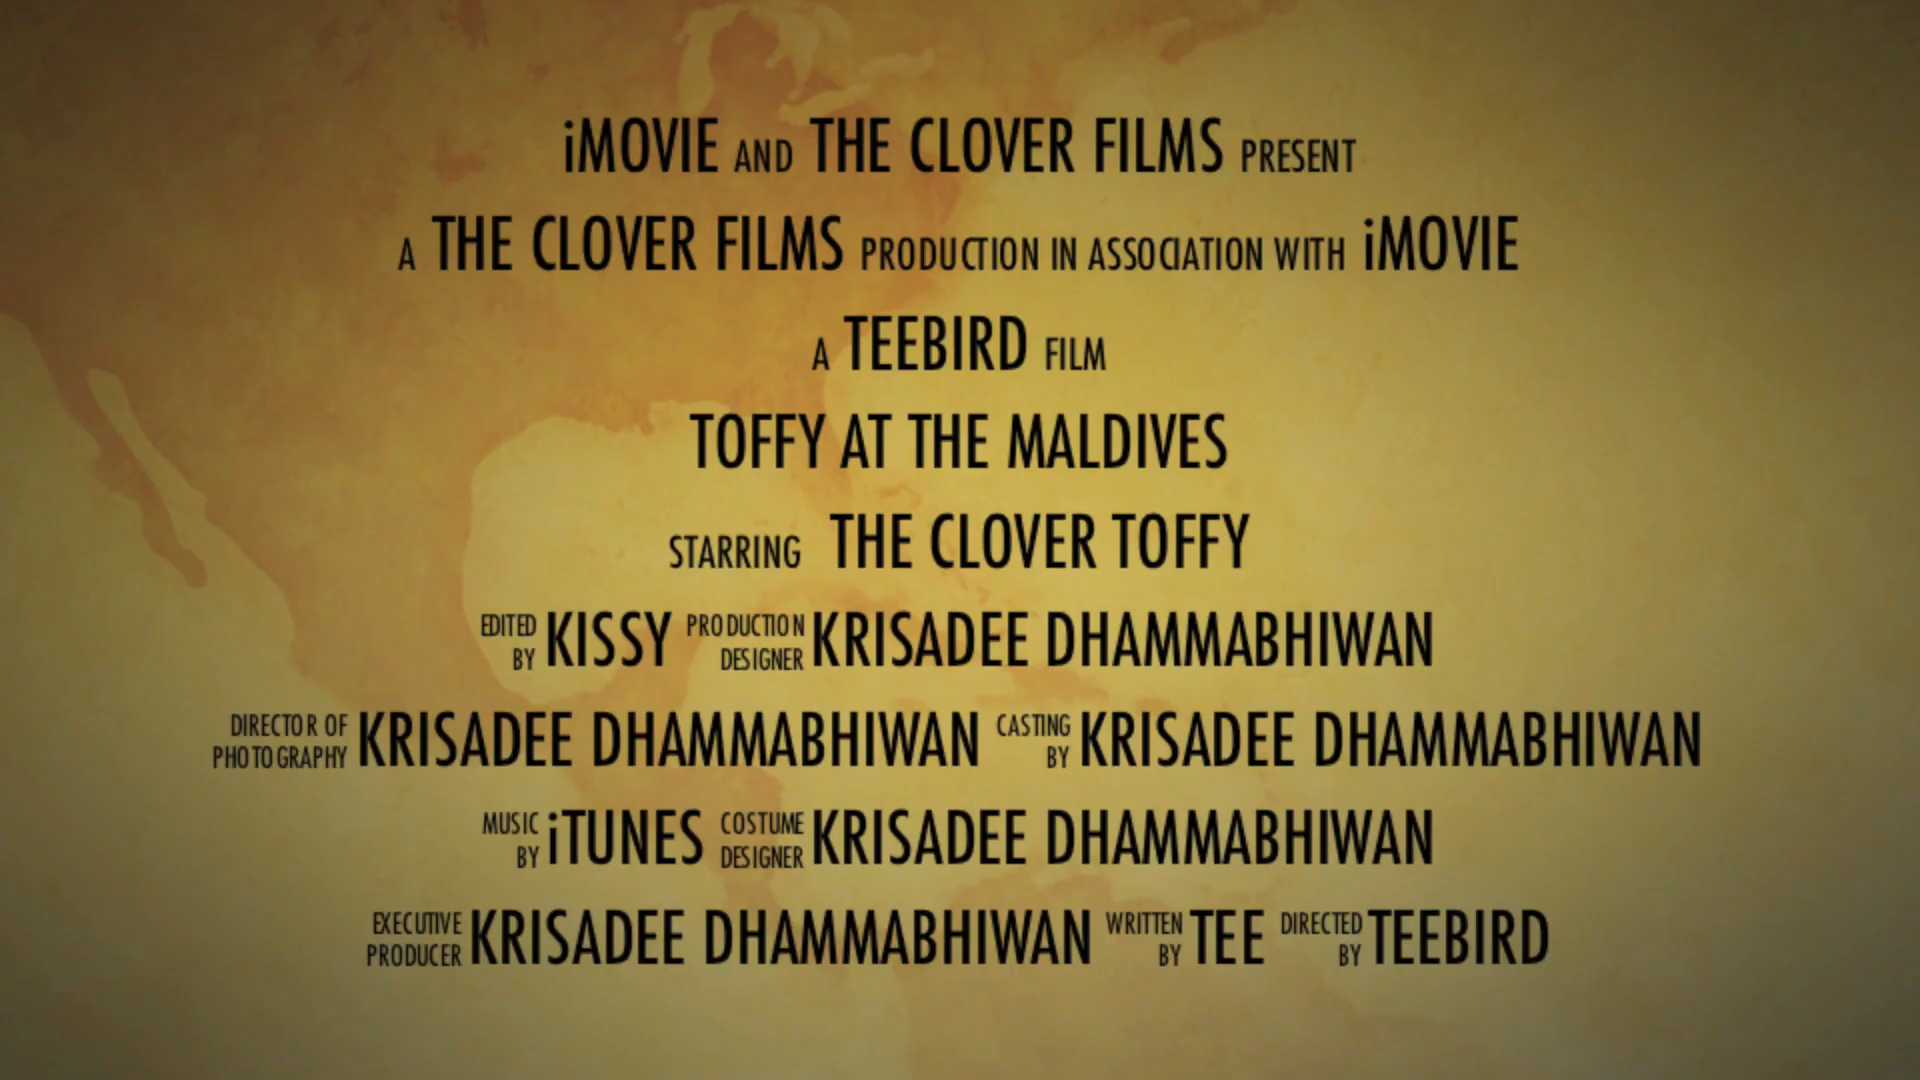 iMOVIE AND THE CLOVER FILMS PRESENT
A THE CLOVER FILMS PRODUCTION IN ASSOCIATION WITH iMOVIE
A TEEBIRD FILM
TOFFY AT THE MALDIVES
STARRING THE CLOVER TOFFY
EDITED BY KISSY PRODUCTION DESIGNER KRISADEE DHAMMABHIWAN
DIRECTOR OF PHOTOGRAPHY KRISADEE DHAMMABHIWAN CASTING BY KRISADEE DHAMMABHIWAN
MUSIC BY iTUNES COSTUME DESIGNER KRISADEE DHAMMABHIWAN
EXECUTIVE PRODUCER KRISADEE DHAMMABHIWAN WRITTEN BY TEE DIRECTED BY TEEBIRD